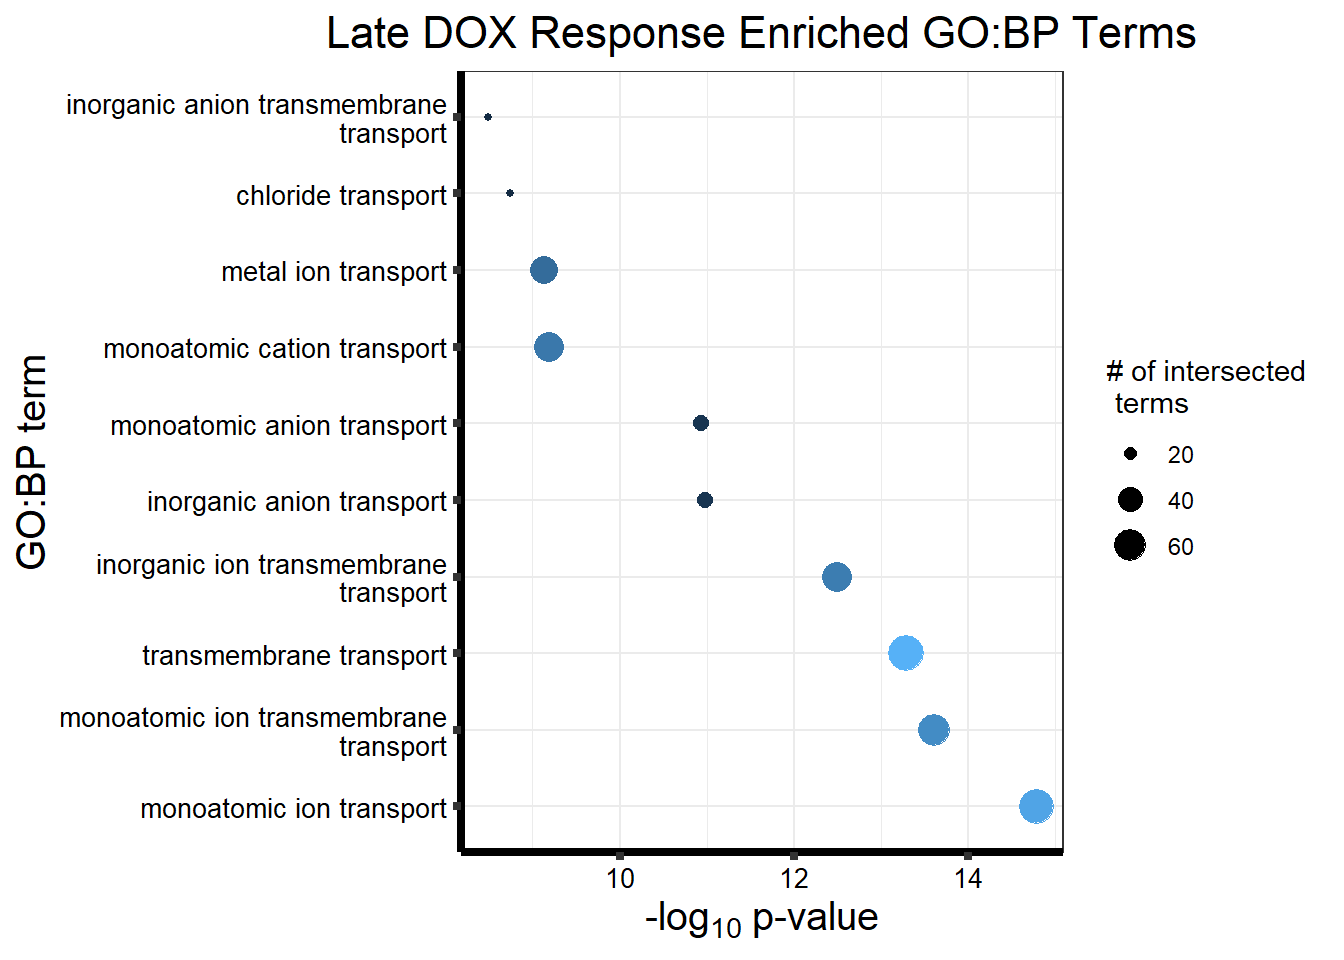 Late DOX Response Enriched GO:BP Terms
GO:BP term
inorganic anion transmembrane
transport
chloride transport
metal ion transport
monoatomic cation transport
monoatomic anion transport
inorganic anion transport
inorganic ion transmembrane
transport
transmembrane transport
monoatomic ion transmembrane
transport
monoatomic ion transport
10 12 14
-log10 p-value
# of intersected
terms
20
40
60